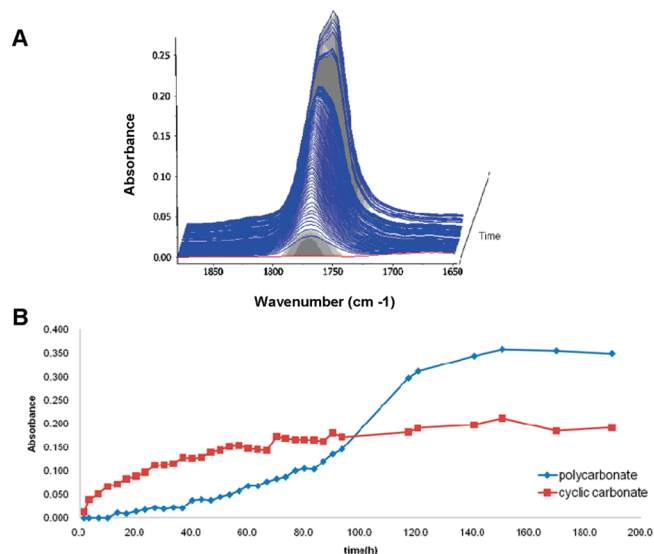 A
0.25
0.20
0.15
0.10
0.05
0.00
Absorbance
Time
1850 1800 1750 1700 1650
Wavenumber (cm -1)
B
0.400
0.350
0.300
0.250
0.200
0.150
0.100
0.050
0.000
Absorbance
polycarbonate
cyclic carbonate
0.0 20.0 40.0 60.0 80.0 100.0 120.0 140.0 160.0 180.0 200.0
time(h)